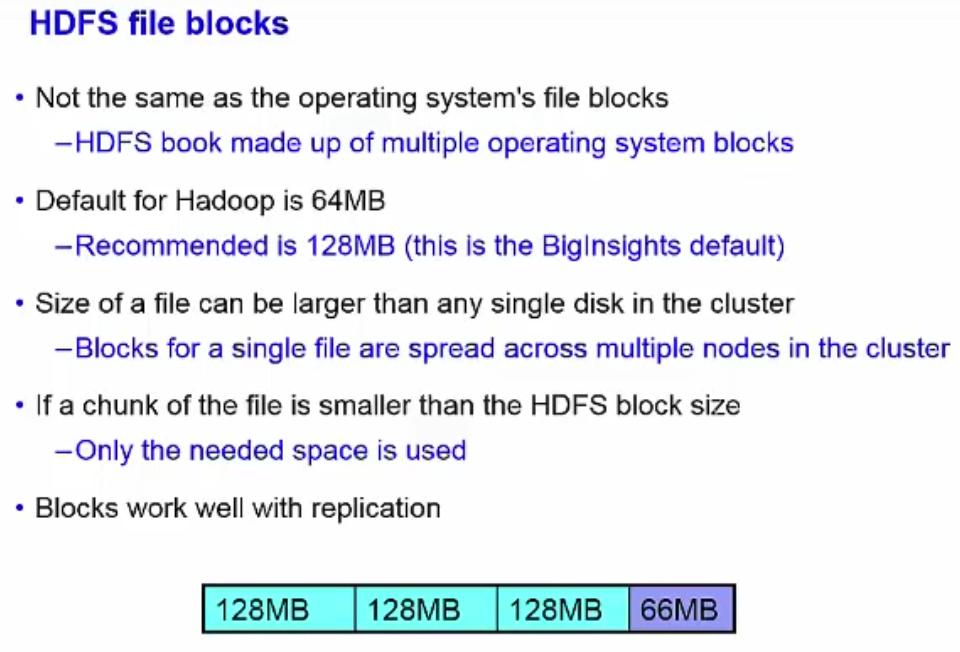 HDFS file blocks
• Not the same as the operating system's file blocks
–HDFS book made up of multiple operating system blocks
• Default for Hadoop is 64MB
–Recommended is 128MB (this is the BigInsights default)
• Size of a file can be larger than any single disk in the cluster
–Blocks for a single file are spread across multiple nodes in the cluster
• If a chunk of the file is smaller than the HDFS block size
–Only the needed space is used
• Blocks work well with replication
128MB 128MB 128MB 66MB